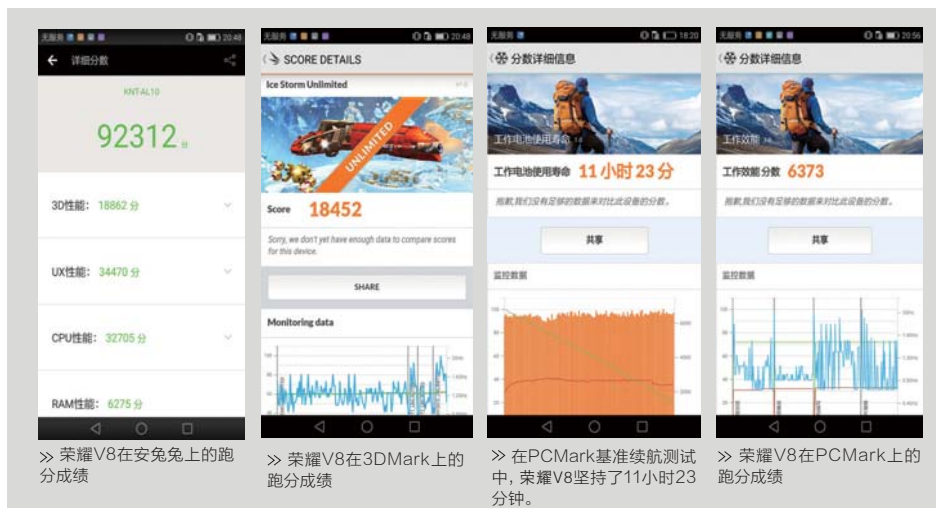 无服务 20:48
详细分数
KNT-AL10
92312分
3D性能: 18862 分
UX性能: 34470 分
CPU性能: 32705 分
RAM性能: 6275 分
» 荣耀V8在安兔兔上的跑
分成绩
无服务 20:48
SCORE DETAILS
Ice Storm Unlimited
UNLIMITED
Score 18452
Sorry, we don't yet have enough data to compare scores
for this device.
SHARE
Monitoring data
» 荣耀V8在3DMark上的
跑分成绩
无服务 18:20
分数详细信息
工作电池使用寿命
工作电池使用寿命 11 小时 23 分
抱歉,我们没有足够的数据来对比此设备的分数。
共享
监控数据
» 在PCMark基准续航测试
中, 荣耀V8坚持了11小时23
分钟。
无服务 20:56
分数详细信息
工作效能
工作效能分数 6373
抱歉,我们没有足够的数据来对比此设备的分数。
共享
监控数据
» 荣耀V8在PCMark上的
跑分成绩